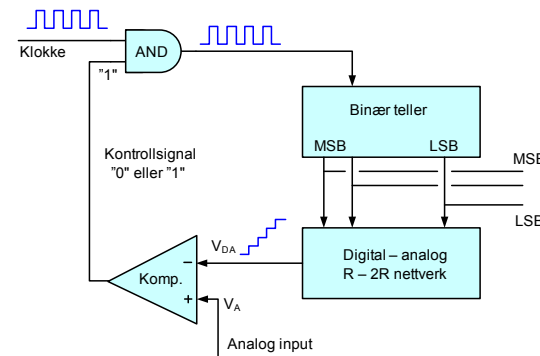 Klokke
AND
"1"
Binær teller
MSB
LSB
MSB
LSB
Kontrollsignal
"0" eller "1"
V_DA
Digital – analog
R – 2R nettverk
Komp.
–
+
V_A
Analog input